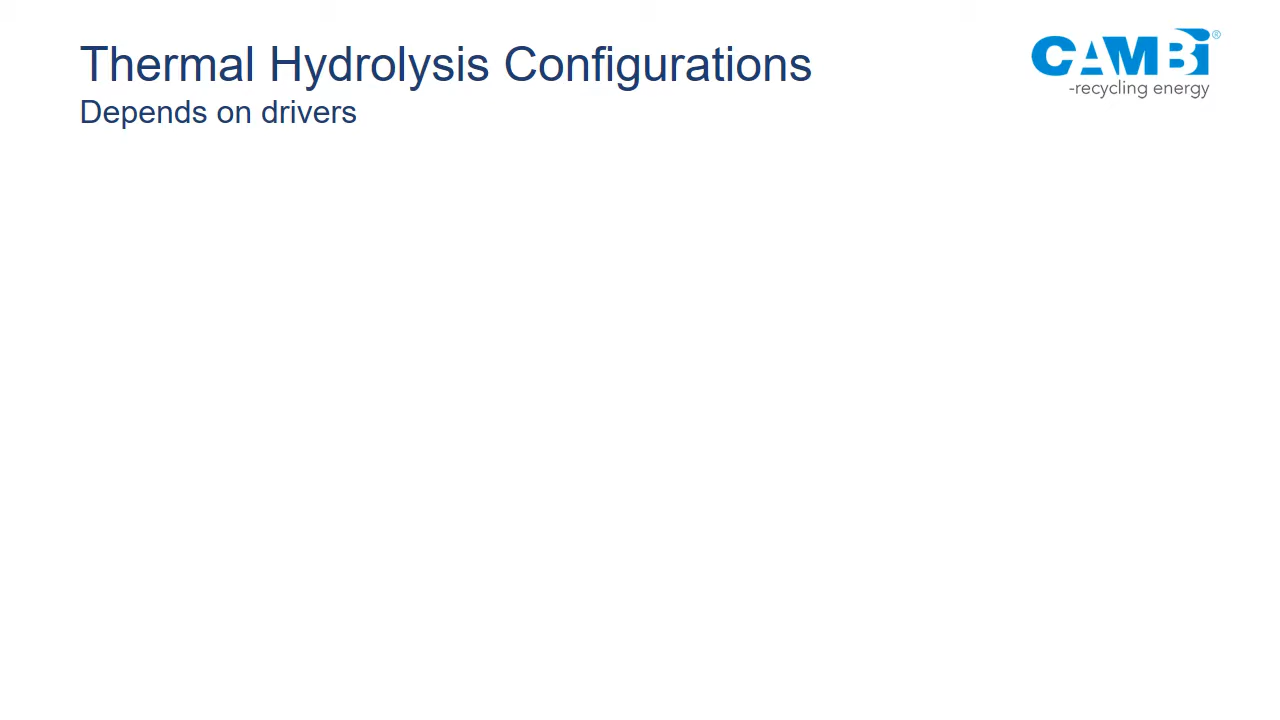 Thermal Hydrolysis Configurations
Depends on drivers
CAMBi®
-recycling energy